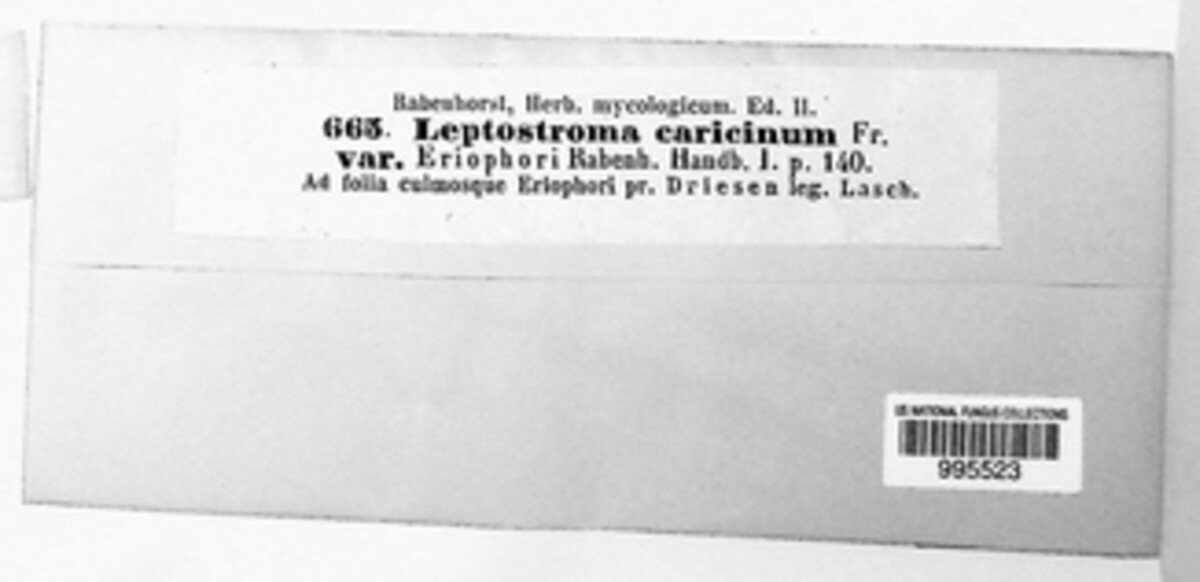 Rabenhorst, Herb. mycologicum. Ed. II.
665. Leptostroma caricinum Fr.
var. Eriophori Rabenh. Handb. I. p. 140.
Ad folia culmosque Eriophori pr. Driesen leg. Lasch.
US NATIONAL FUNGUS COLLECTIONS
995523